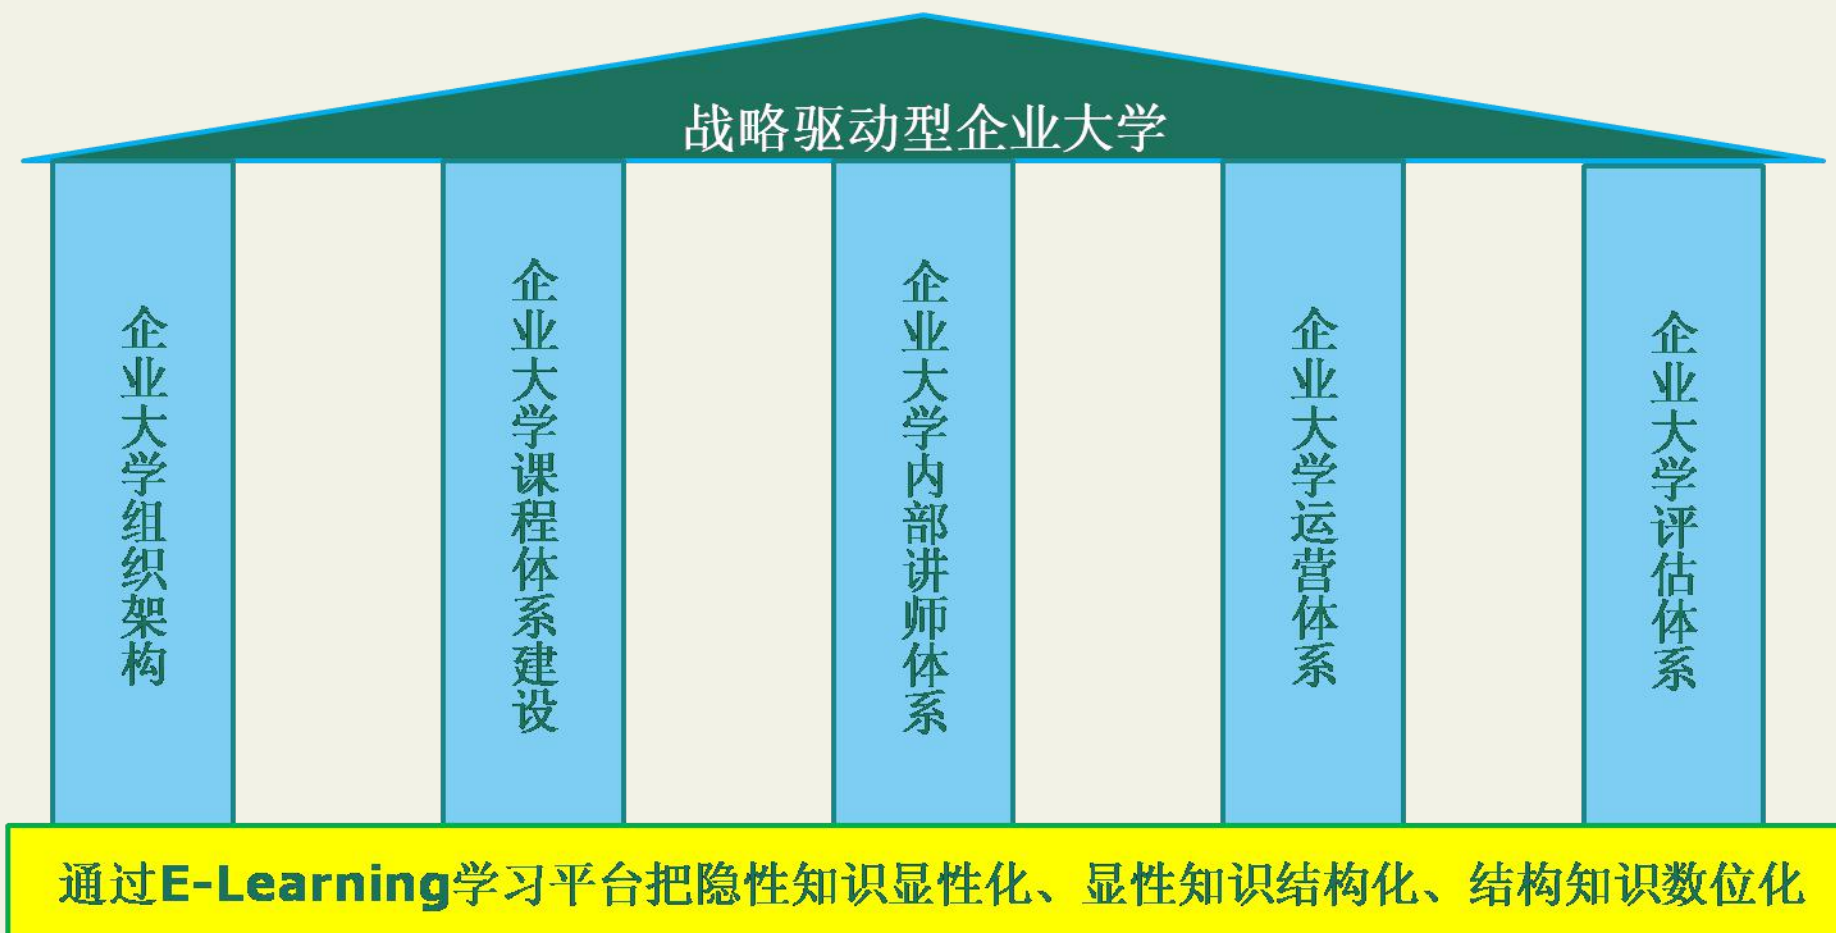 战略驱动型企业大学
企业大学组织架构
企业大学课程体系建设
企业大学内部讲师体系
企业大学运营体系
企业大学评估体系
通过E-Learning学习平台把隐性知识显性化、显性知识结构化、结构知识数位化